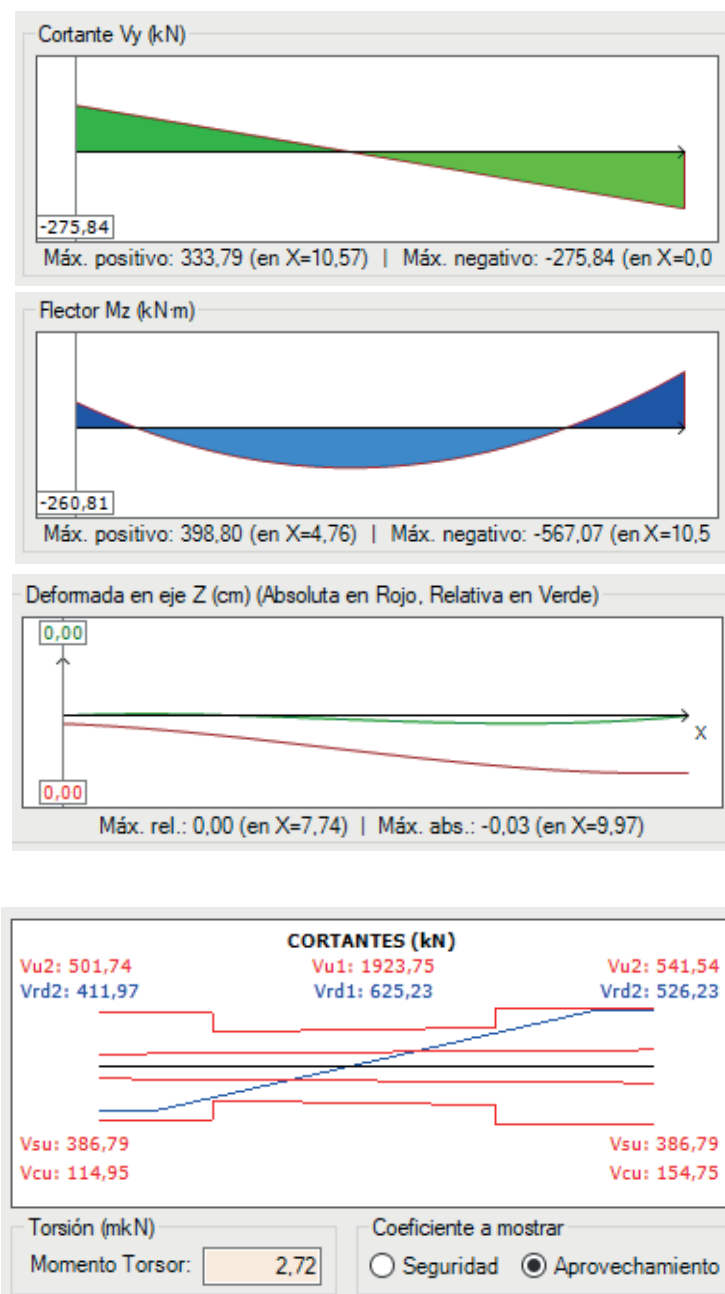 Cortante Vy (kN)
-275,84
Máx. positivo: 333,79 (en X=10,57) | Máx. negativo: -275,84 (en X=0,0
Flector Mz (kN·m)
-260,81
Máx. positivo: 398,80 (en X=4,76) | Máx. negativo: -567,07 (en X=10,5
Deformada en eje Z (cm) (Absoluta en Rojo, Relativa en Verde)
0,00
X
0,00
Máx. rel.: 0,00 (en X=7,74) | Máx. abs.: -0,03 (en X=9,97)
CORTANTES (kN)
Vu2: 501,74 Vu1: 1923,75 Vu2: 541,54
Vrd2: 411,97 Vrd1: 625,23 Vrd2: 526,23
Vsu: 386,79 Vsu: 386,79
Vcu: 114,95 Vcu: 154,75
Torsión (mkN) Coeficiente a mostrar
Momento Torsor: 2,72 Seguridad Aprovechamiento